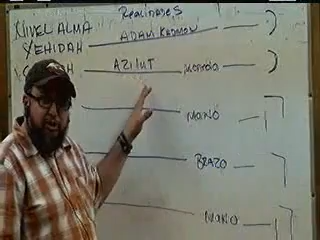 NIVEL ALMA Realidades
YEHIDAH ADAM KADMON
AZILUT
MANO
BRAZO
MANO